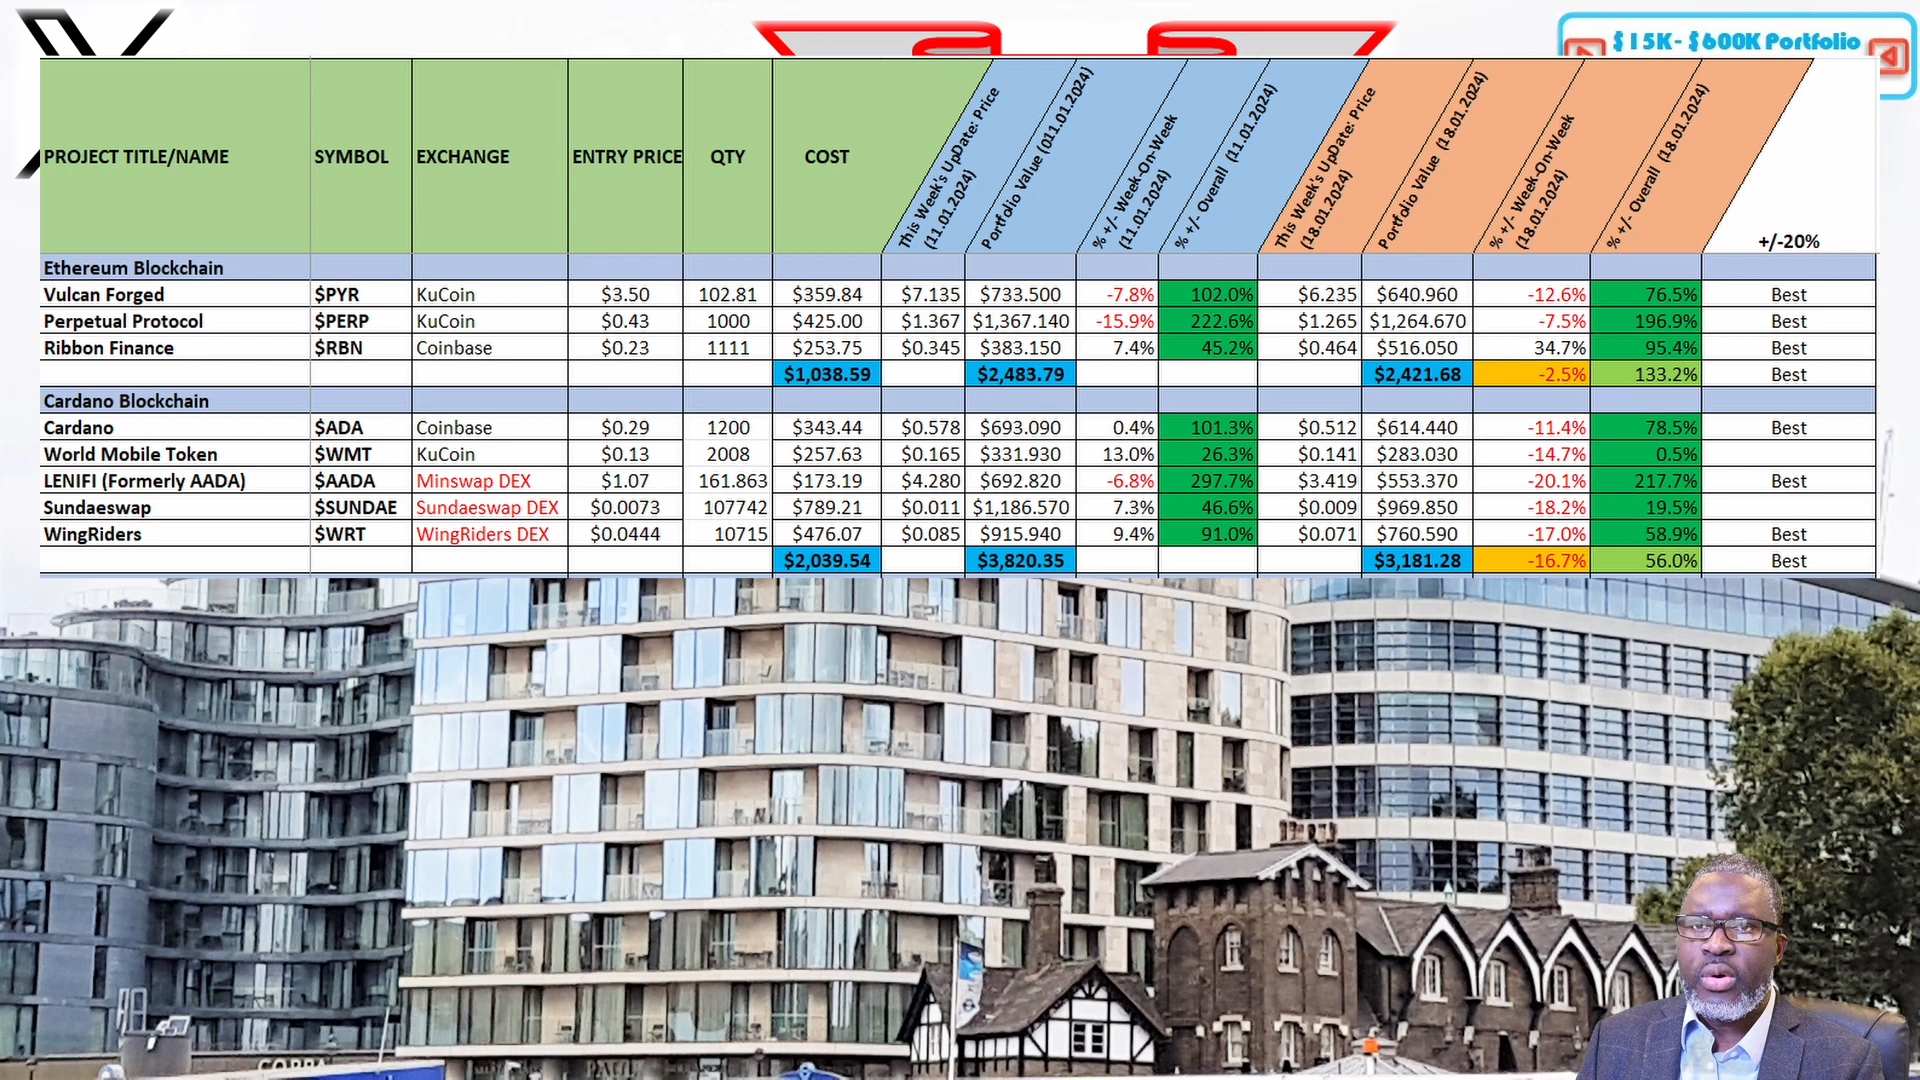 $15K - $600K Portfolio
PROJECT TITLE/NAME SYMBOL EXCHANGE ENTRY PRICE QTY COST This Week's UpDate: Price (11.01.2024) Portfolio Value (011.01.2024) % +/- Week-On-Week (11.01.2024) % +/- Overall (11.01.2024) This Week's UpDate: Price (18.01.2024) Portfolio Value (18.01.2024) % +/- Week-On-Week (18.01.2024) % +/- Overall (18.01.2024) +/-20%
Ethereum Blockchain
Vulcan Forged $PYR KuCoin $3.50 102.81 $359.84 $7.135 $733.500 -7.8% 102.0% $6.235 $640.960 -12.6% 76.5% Best
Perpetual Protocol $PERP KuCoin $0.43 1000 $425.00 $1.367 $1,367.140 -15.9% 222.6% $1.265 $1,264.670 -7.5% 196.9% Best
Ribbon Finance $RBN Coinbase $0.23 1111 $253.75 $0.345 $383.150 7.4% 45.2% $0.464 $516.050 34.7% 95.4% Best
$1,038.59 $2,483.79 $2,421.68 -2.5% 133.2% Best
Cardano Blockchain
Cardano $ADA Coinbase $0.29 1200 $343.44 $0.578 $693.090 0.4% 101.3% $0.512 $614.440 -11.4% 78.5% Best
World Mobile Token $WMT KuCoin $0.13 2008 $257.63 $0.165 $331.930 13.0% 26.3% $0.141 $283.030 -14.7% 0.5%
LENIFI (Formerly AADA) $AADA Minswap DEX $1.07 161.863 $173.19 $4.280 $692.820 -6.8% 297.7% $3.419 $553.370 -20.1% 217.7% Best
Sundaeswap $SUNDAE Sundaeswap DEX $0.0073 107742 $789.21 $0.011 $1,186.570 7.3% 46.6% $0.009 $969.850 -18.2% 19.5%
WingRiders $WRT WingRiders DEX $0.0444 10715 $476.07 $0.085 $915.940 9.4% 91.0% $0.071 $760.590 -17.0% 58.9% Best
$2,039.54 $3,820.35 $3,181.28 -16.7% 56.0% Best